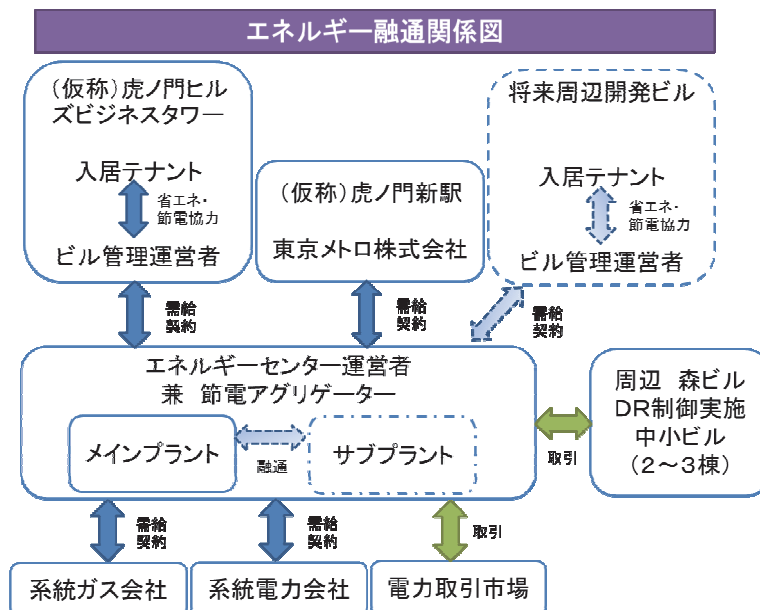 エネルギー融通関係図
(仮称)虎ノ門ヒル
ズビジネスタワー
入居テナント
省エネ・
節電協力
ビル管理運営者
(仮称)虎ノ門新駅
東京メトロ株式会社
将来周辺開発ビル
入居テナント
省エネ・
節電協力
ビル管理運営者
需給
契約
需給
契約
需給
契約
エネルギーセンター運営者
兼 節電アグリゲーター
メインプラント
融通
サブプラント
取引
周辺 森ビル
DR制御実施
中小ビル
(2～3棟)
需給
契約
需給
契約
取引
系統ガス会社
系統電力会社
電力取引市場